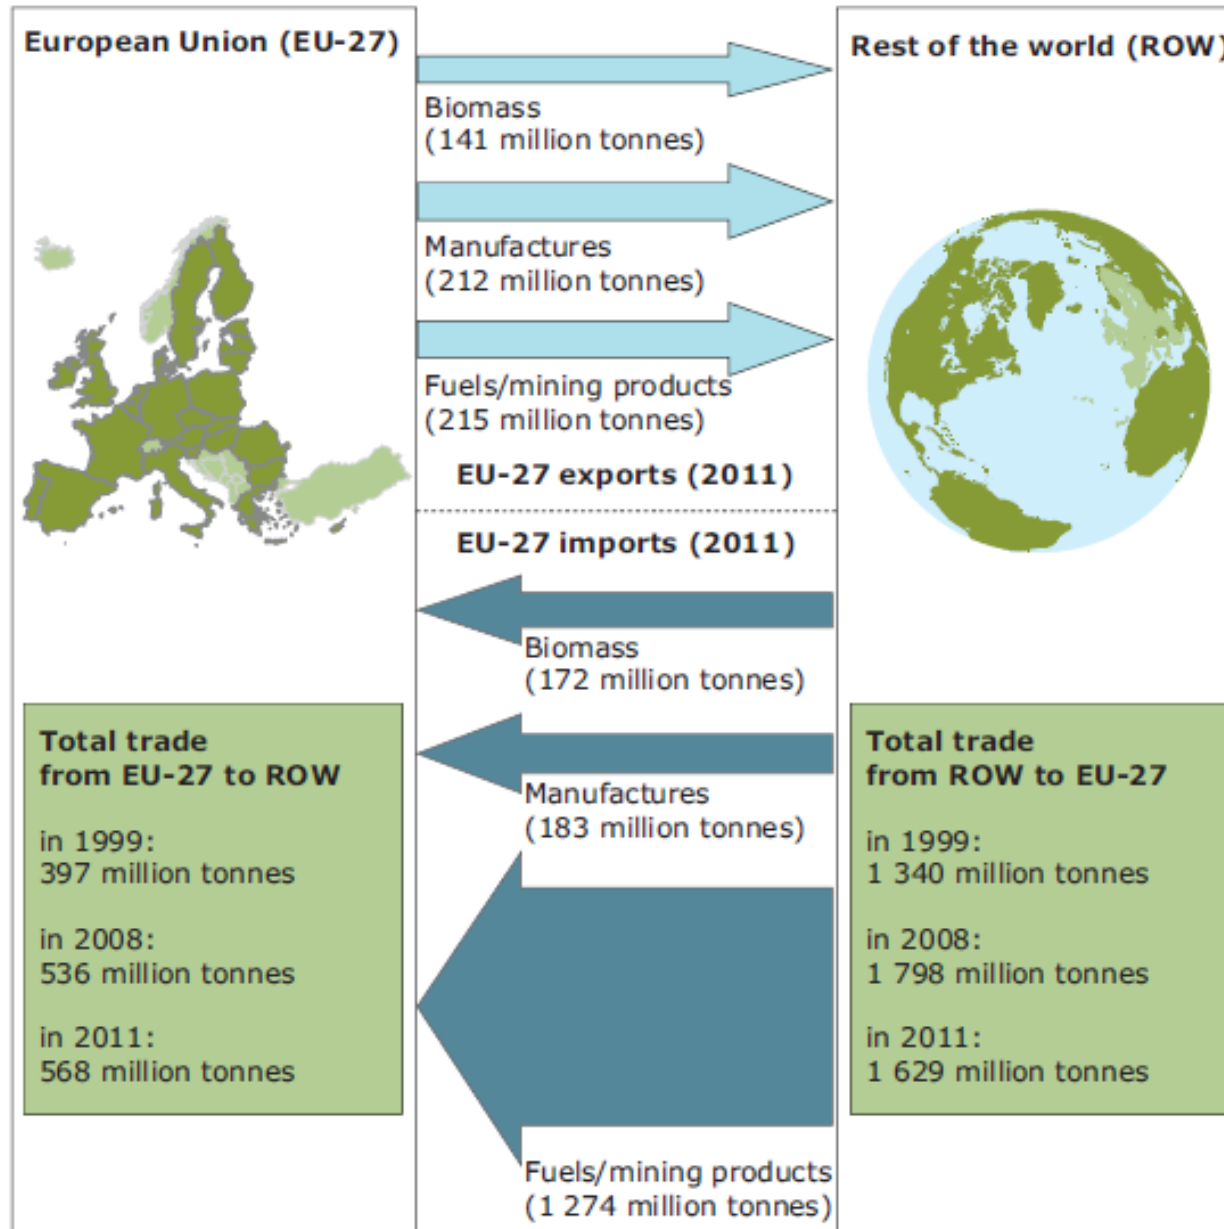 European Union (EU-27)
Rest of the world (ROW)
Biomass
(141 million tonnes)
Manufactures
(212 million tonnes)
Fuels/mining products
(215 million tonnes)
EU-27 exports (2011)
EU-27 imports (2011)
Biomass
(172 million tonnes)
Manufactures
(183 million tonnes)
Fuels/mining products
(1 274 million tonnes)
Total trade
from EU-27 to ROW
in 1999:
397 million tonnes
in 2008:
536 million tonnes
in 2011:
568 million tonnes
Total trade
from ROW to EU-27
in 1999:
1 340 million tonnes
in 2008:
1 798 million tonnes
in 2011:
1 629 million tonnes